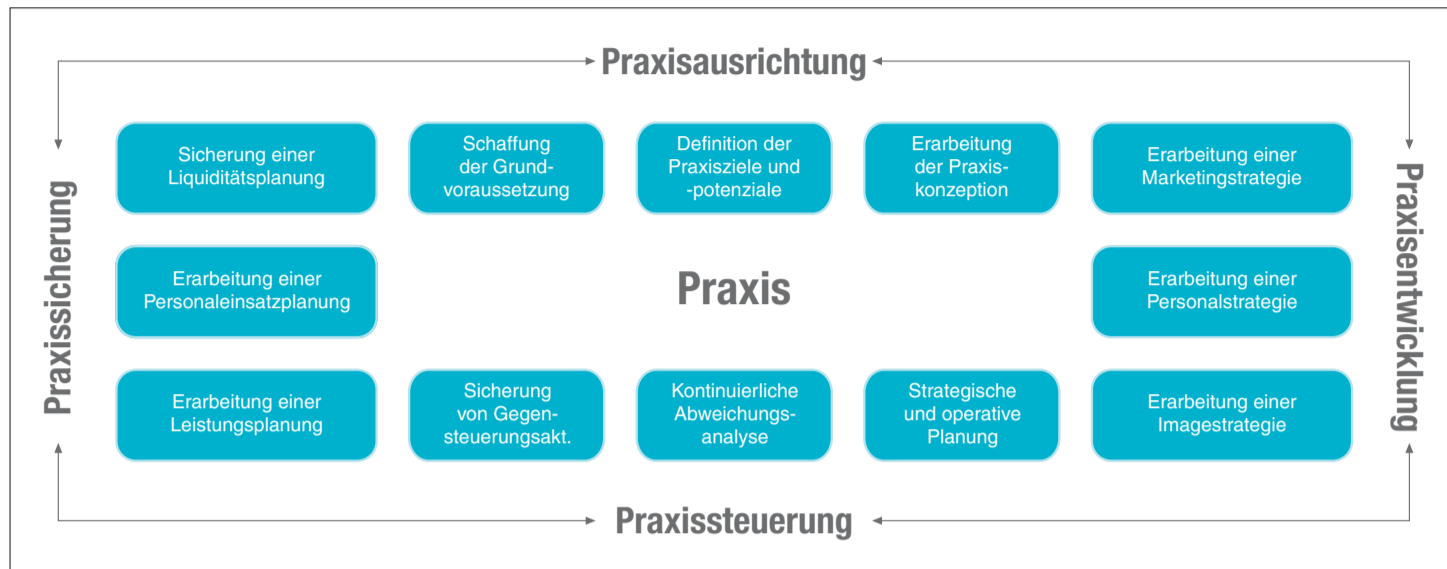 Praxisausrichtung
Sicherung einer
Liquiditätsplanung
Schaffung
der Grund-
voraussetzung
Definition der
Praxisziele und
-potenziale
Erarbeitung
der Praxis-
konzeption
Erarbeitung einer
Marketingstrategie
Praxissicherung
Erarbeitung einer
Personaleinsatzplanung
Praxis
Erarbeitung einer
Personalstrategie
Praxisentwicklung
Erarbeitung einer
Leistungsplanung
Sicherung
von Gegen-
steuerungsakt.
Kontinuierliche
Abweichungs-
analyse
Strategische
und operative
Planung
Erarbeitung einer
Imagestrategie
Praxissteuerung